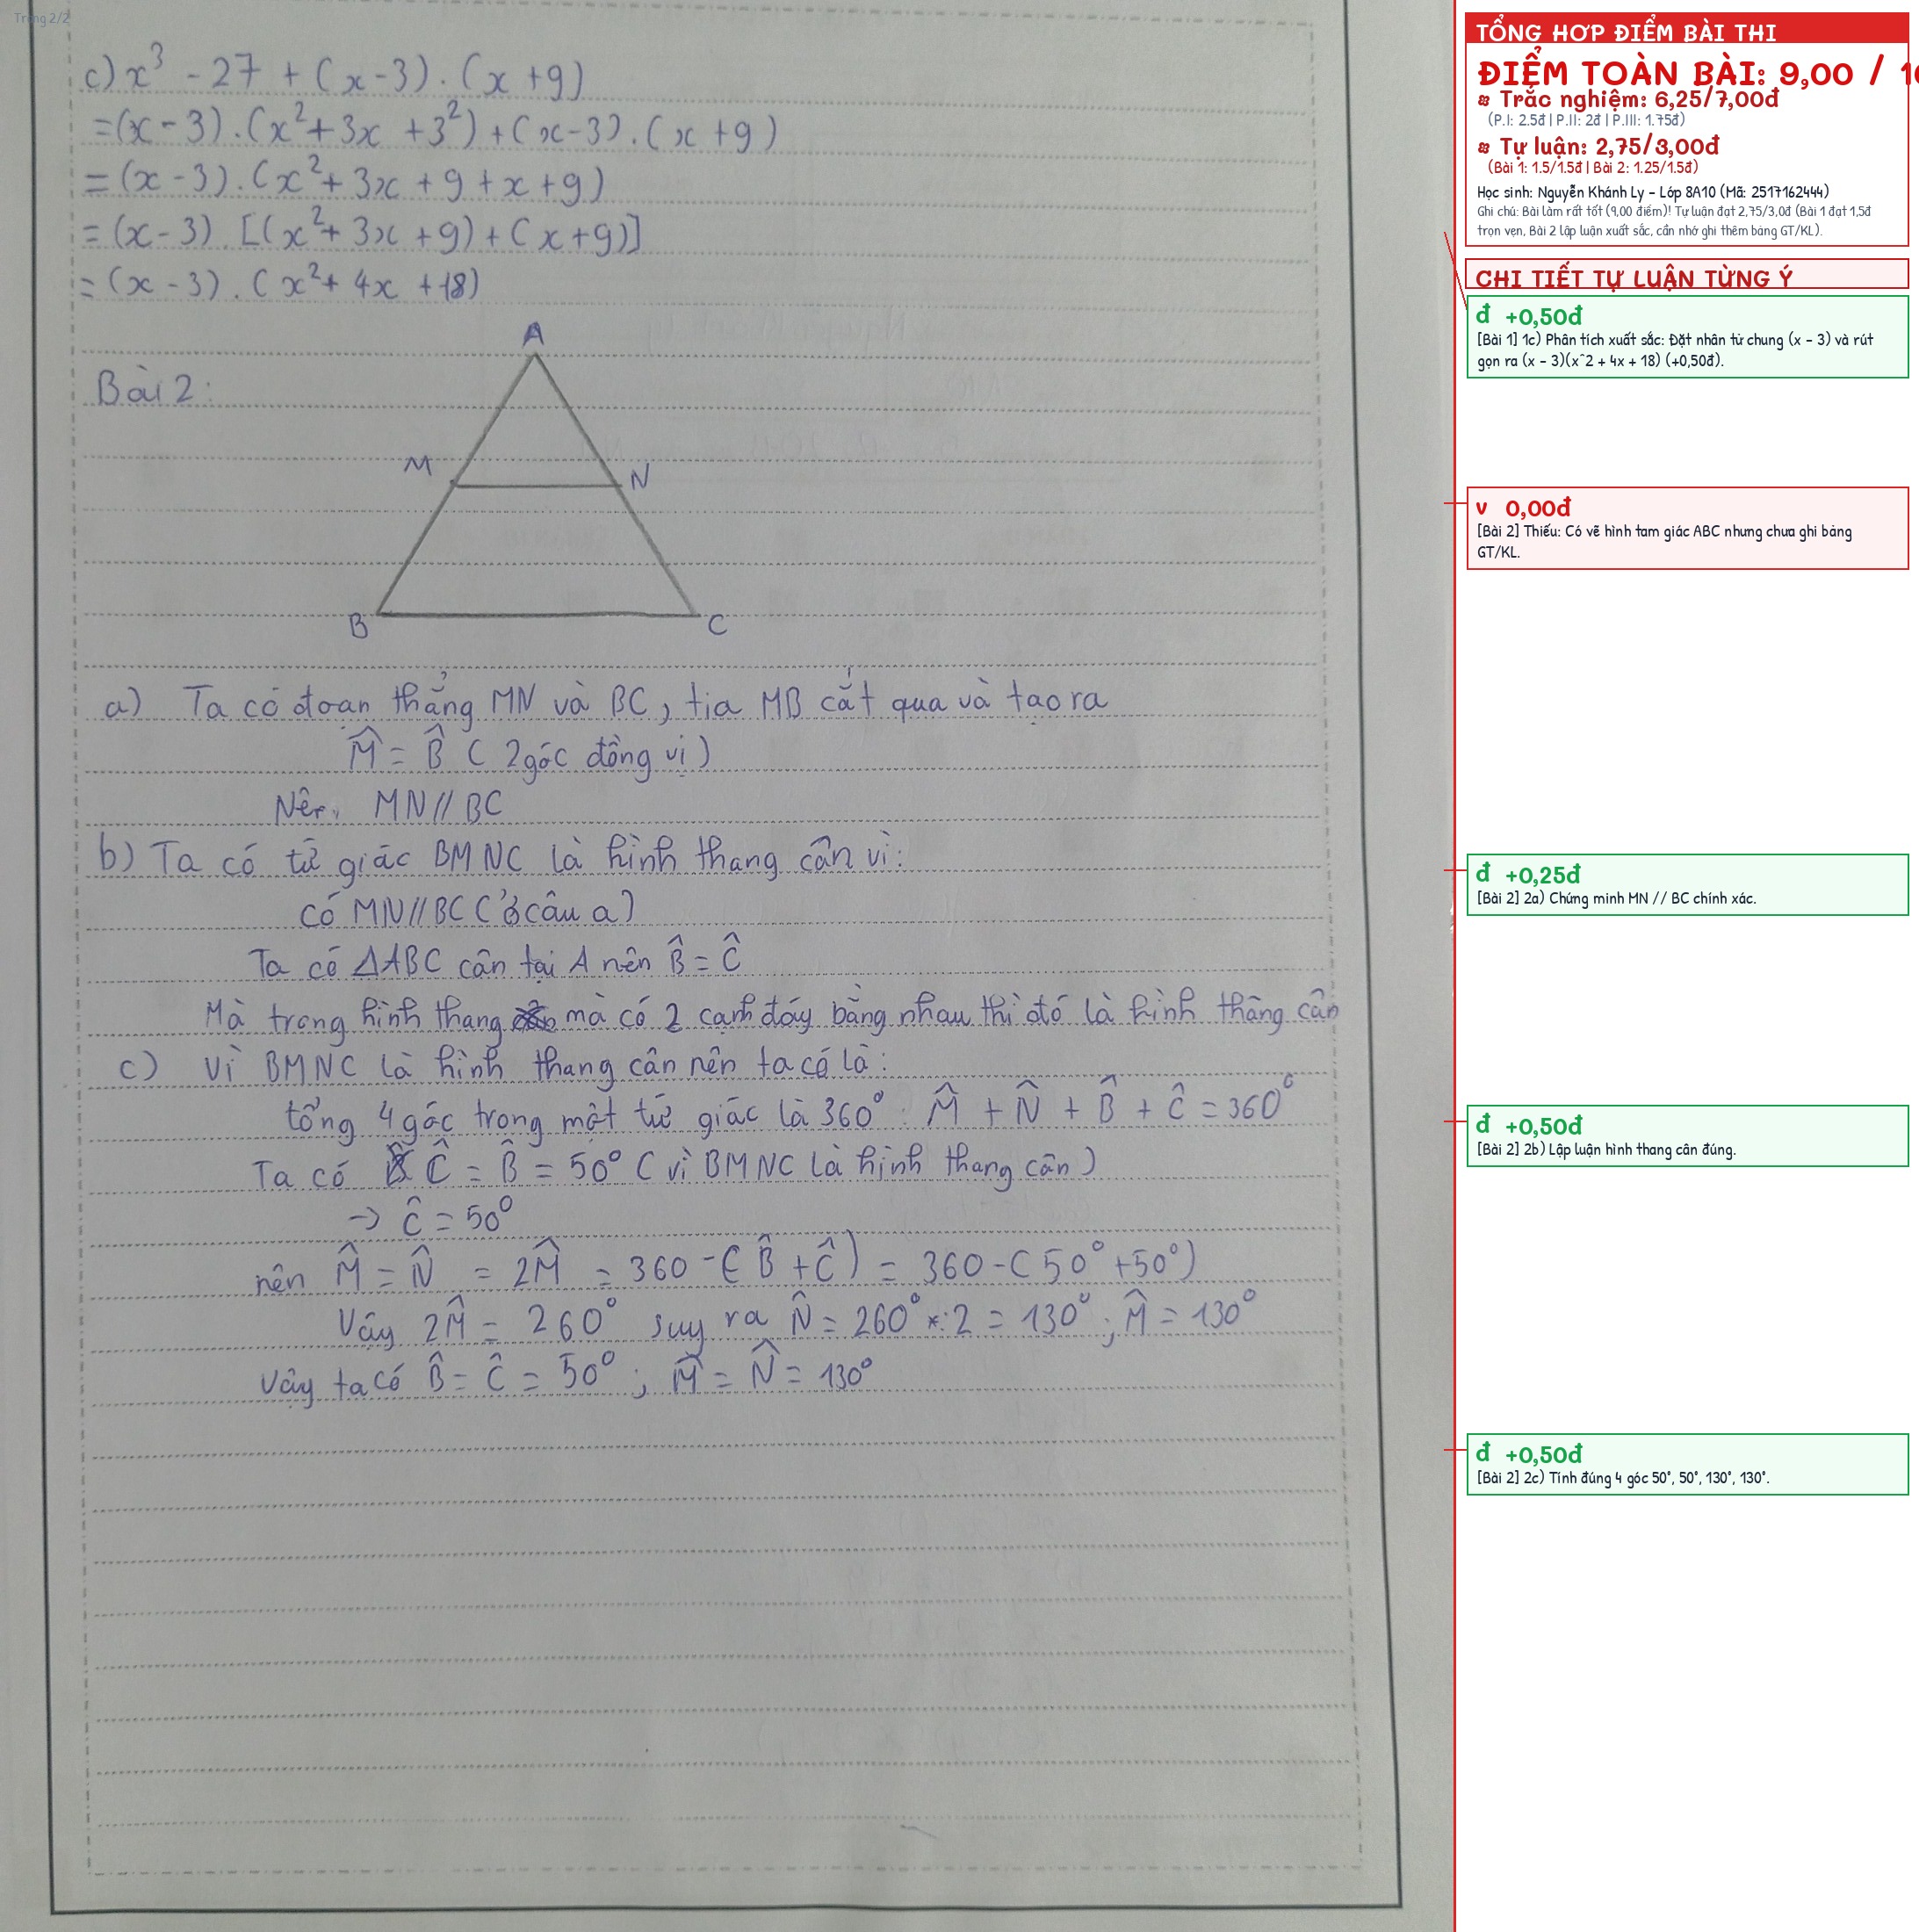 Trang 2/2
c) x³ - 27 + (x-3).(x+9)
=(x-3).(x²+3x+3²)+(x-3).(x+9)
=(x-3).(x²+3x+9+x+9)
=(x-3).[(x²+3x+9)+(x+9)]
=(x-3).(x²+4x+18)
A
Bài 2:
M
N
B
C
a) Ta có đoạn thẳng MN và BC, tia MB cắt qua và tạo ra
M̂ = B̂ (2 góc đồng vị)
Nên MN // BC
b) Ta có tứ giác BMNC là hình thang cân vì:
Có MN // BC (ở câu a)
Ta có ΔABC cân tại A nên B̂ = Ĉ
Mà trong hình thang mà có 2 cạnh đáy bằng nhau thì đó là hình thang cân
c) Vì BMNC là hình thang cân nên ta có là:
tổng 4 góc trong một tứ giác là 360° : M̂ + N̂ + B̂ + Ĉ = 360°
Ta có Ĉ = B̂ = 50° (vì BMNC là hình thang cân)
-> Ĉ = 50°
nên M̂ = N̂ = 2M̂ = 360 - (B̂ + Ĉ) = 360 - (50° + 50°)
Vậy 2M̂ = 260° suy ra N̂ = 260° : 2 = 130° ; M̂ = 130°
Vậy ta có B̂ = Ĉ = 50° ; M̂ = N̂ = 130°
TỔNG HỢP ĐIỂM BÀI THI
ĐIỂM TOÀN BÀI: 9,00 / 10
Trắc nghiệm: 6,25/7,00đ
(P.I: 2.5đ | P.II: 2đ | P.III: 1.75đ)
Tự luận: 2,75/3,00đ
(Bài 1: 1.5/1.5đ | Bài 2: 1.25/1.5đ)
Học sinh: Nguyễn Khánh Ly - Lớp 8A10 (Mã: 2517162444)
Ghi chú: Bài làm rất tốt (9,00 điểm)! Tự luận đạt 2,75/3,0đ (Bài 1 đạt 1,5đ
trọn vẹn, Bài 2 lập luận xuất sắc, cần nhớ ghi thêm bảng GT/KL).
CHI TIẾT TỰ LUẬN TỪNG Ý
đ +0,50đ
[Bài 1] 1c) Phân tích xuất sắc: Đặt nhân tử chung (x - 3) và rút
gọn ra (x - 3)(x^2 + 4x + 18) (+0,50đ).
v 0,00đ
[Bài 2] Thiếu: Có vẽ hình tam giác ABC nhưng chưa ghi bảng
GT/KL.
đ +0,25đ
[Bài 2] 2a) Chứng minh MN // BC chính xác.
đ +0,50đ
[Bài 2] 2b) Lập luận hình thang cân đúng.
đ +0,50đ
[Bài 2] 2c) Tính đúng 4 góc 50°, 50°, 130°, 130°.